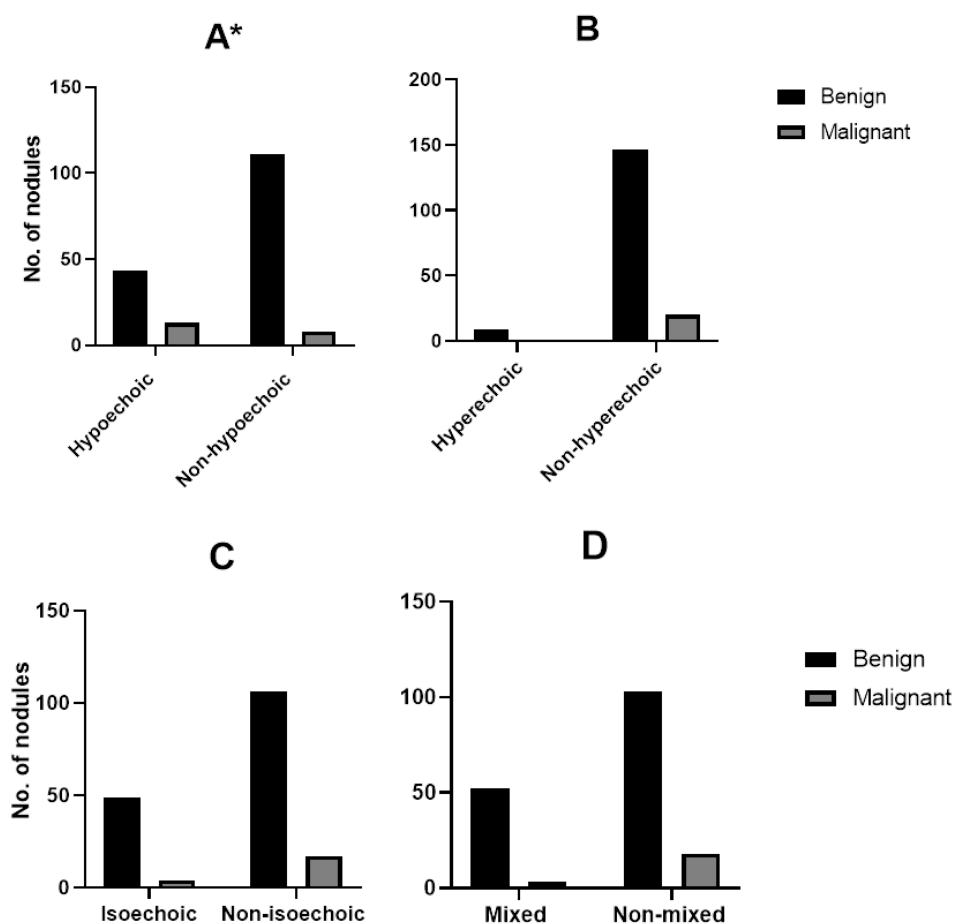 A*
150
100
50
0
No. of nodules
Hypoechoic
Non-hypoechoic
B
200
150
100
50
0
Hyperechoic
Non-hyperechoic
Benign
Malignant
C
150
100
50
0
No. of nodules
Isoechoic
Non-isoechoic
D
150
100
50
0
Mixed
Non-mixed
Benign
Malignant